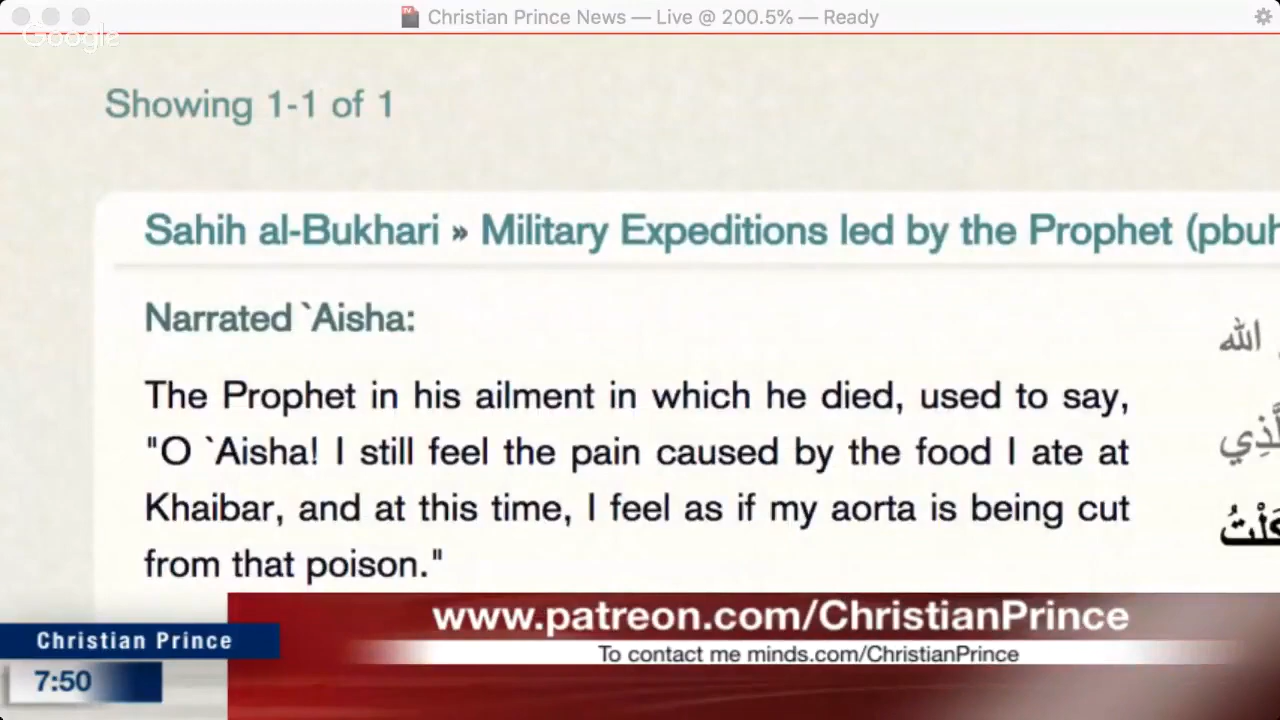 Christian Prince News — Live @ 200.5% — Ready
Google
Showing 1-1 of 1
Sahih al-Bukhari » Military Expeditions led by the Prophet (pbuh
Narrated `Aisha:
The Prophet in his ailment in which he died, used to say,
"O `Aisha! I still feel the pain caused by the food I ate at
Khaibar, and at this time, I feel as if my aorta is being cut
from that poison."
الله
www.patreon.com/ChristianPrince
To contact me minds.com/ChristianPrince
Christian Prince
7:50